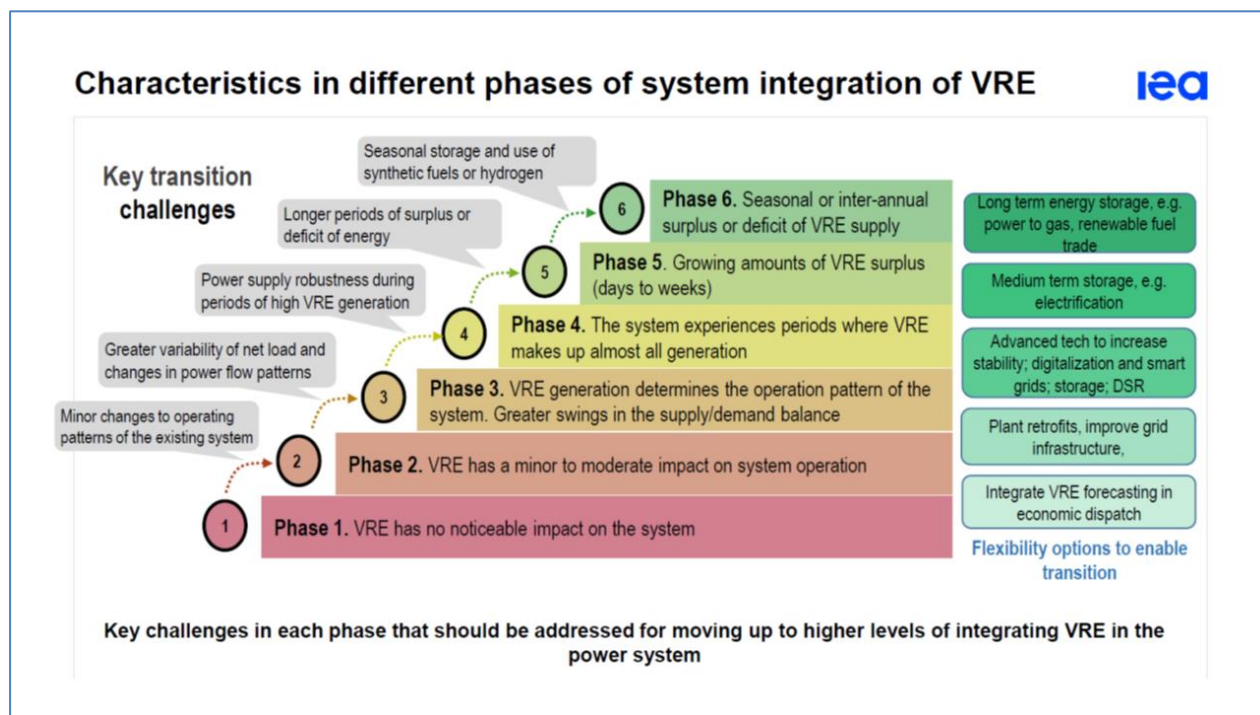 Characteristics in different phases of system integration of VRE
iea
Key transition
challenges
Seasonal storage and use of
synthetic fuels or hydrogen
Longer periods of surplus or
deficit of energy
Power supply robustness during
periods of high VRE generation
Greater variability of net load and
changes in power flow patterns
Minor changes to operating
patterns of the existing system
6
Phase 6. Seasonal or inter-annual
surplus or deficit of VRE supply
5
Phase 5. Growing amounts of VRE surplus
(days to weeks)
4
Phase 4. The system experiences periods where VRE
makes up almost all generation
3
Phase 3. VRE generation determines the operation pattern of the
system. Greater swings in the supply/demand balance
2
Phase 2. VRE has a minor to moderate impact on system operation
1
Phase 1. VRE has no noticeable impact on the system
Long term energy storage, e.g.
power to gas, renewable fuel
trade
Medium term storage, e.g.
electrification
Advanced tech to increase
stability; digitalization and smart
grids; storage; DSR
Plant retrofits, improve grid
infrastructure,
Integrate VRE forecasting in
economic dispatch
Flexibility options to enable
transition
Key challenges in each phase that should be addressed for moving up to higher levels of integrating VRE in the
power system